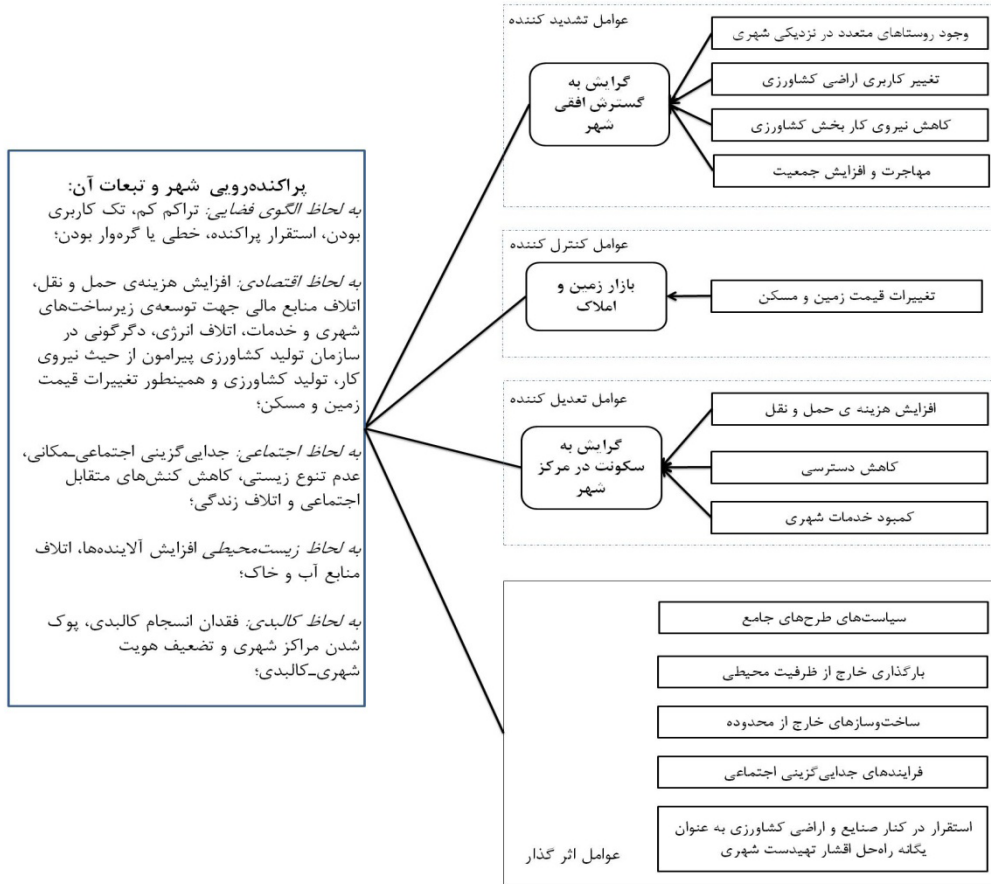 عوامل تشدید کننده
وجود روستاهای متعدد در نزدیکی شهری
تغییر کاربری اراضی کشاورزی
کاهش نیروی کار بخش کشاورزی
مهاجرت و افزایش جمعیت
گرایش به
گسترش افقی
شهر
عوامل کنترل کننده
تغییرات قیمت زمین و مسکن
بازار زمین و
املاک
عوامل تعدیل کننده
افزایش هزینه ی حمل و نقل
کاهش دسترسی
کمبود خدمات شهری
گرایش به
سکونت در مرکز
شهر
سیاست‌های طرح‌های جامع
بارگذاری خارج از ظرفیت محیطی
ساخت‌وسازهای خارج از محدوده
فرایندهای جدایی‌گزینی اجتماعی
استقرار در کنار صنایع و اراضی کشاورزی به عنوان
یگانه راه‌حل اقشار تهیدست شهری
عوامل اثر گذار
پراکنده‌رویی شهر و تبعات آن:
به لحاظ الگوی فضایی: تراکم کم، تک کاربری
بودن، استقرار پراکنده، خطی یا گره‌وار بودن؛
به لحاظ اقتصادی: افزایش هزینه‌ی حمل و نقل،
اتلاف منابع مالی جهت توسعه‌ی زیرساخت‌های
شهری و خدمات، اتلاف انرژی، دگرگونی در
سازمان تولید کشاورزی پیرامون از حیث نیروی
کار، تولید کشاورزی و همینطور تغییرات قیمت
زمین و مسکن؛
به لحاظ اجتماعی: جدایی‌گزینی اجتماعی-مکانی،
عدم تنوع زیستی، کاهش کنش‌های متقابل
اجتماعی و اتلاف زندگی؛
به لحاظ زیست‌محیطی افزایش آلاینده‌ها، اتلاف
منابع آب و خاک؛
به لحاظ کالبدی: فقدان انسجام کالبدی، پوک
شدن مراکز شهری و تضعیف هویت
شهری-کالبدی؛